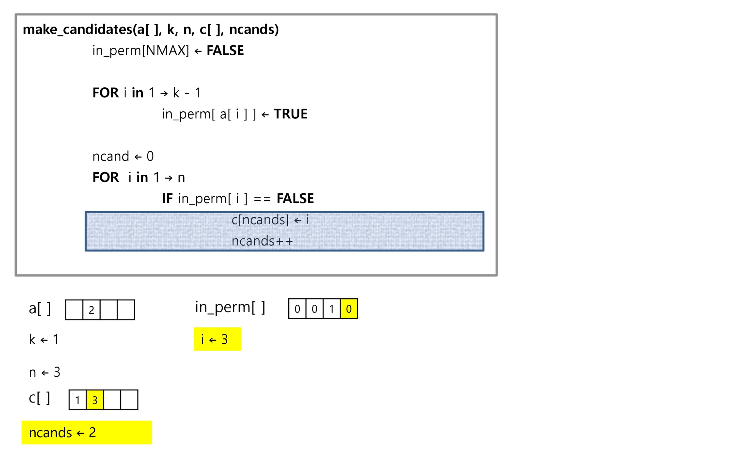 make_candidates(a[ ], k, n, c[ ], ncands)
in_perm[NMAX] ← FALSE
FOR i in 1 → k - 1
in_perm[ a[ i ] ] ← TRUE
ncand ← 0
FOR i in 1 → n
IF in_perm[ i ] == FALSE
c[ncands] ← i
ncands++
a[ ] 2 in_perm[ ] 0 0 1 0
k ← 1 i ← 3
n ← 3
c[ ] 1 3
ncands ← 2